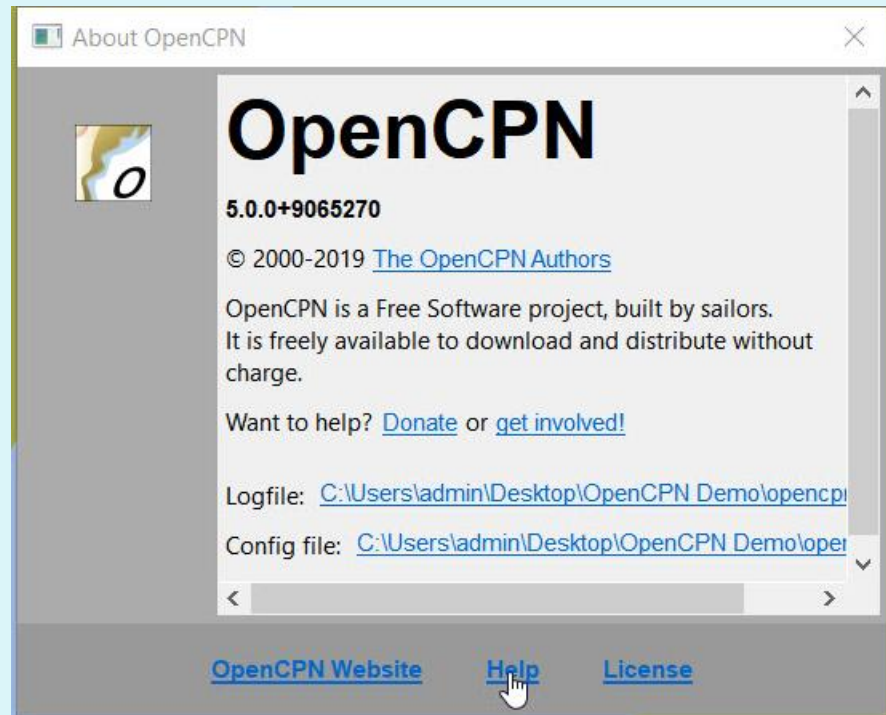 About OpenCPN
O
OpenCPN
5.0.0+9065270
© 2000-2019 The OpenCPN Authors
OpenCPN is a Free Software project, built by sailors.
It is freely available to download and distribute without
charge.
Want to help? Donate or get involved!
Logfile: C:\Users\admin\Desktop\OpenCPN Demo\opencp
Config file: C:\Users\admin\Desktop\OpenCPN Demo\ope
OpenCPN Website Help License